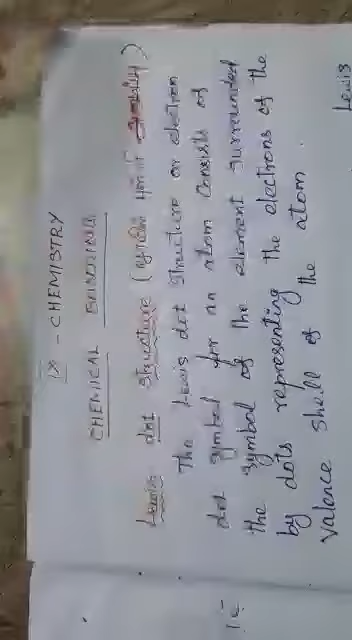 IX - CHEMISTRY
CHEMICAL BONDING
Lewis dot structure (
The Lewis dot structure or electron
dot symbol for an atom consists of
the symbol of the element surrounded
by dots representing the electrons of the
valence shell of the atom.
Lewis